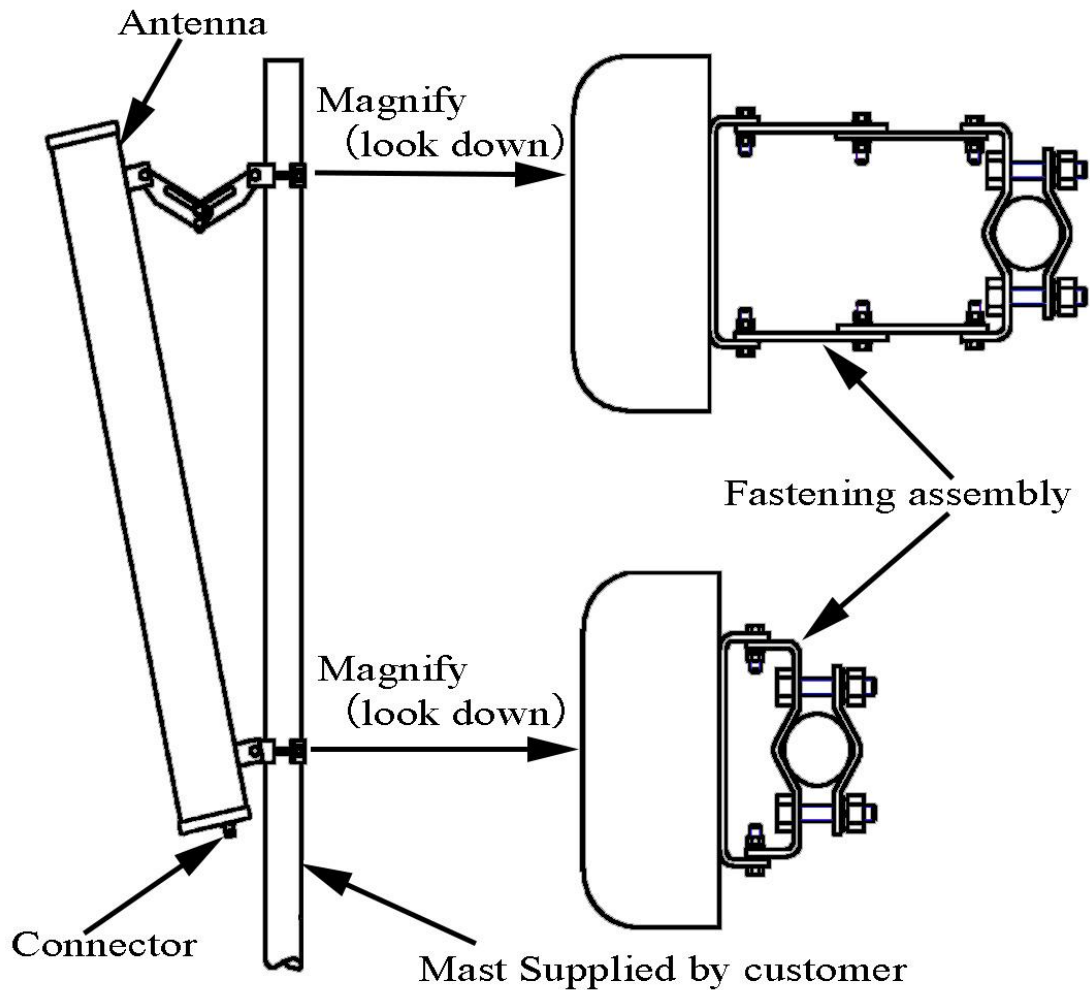 Antenna
Magnify
(look down)
Fastening assembly
Magnify
(look down)
Connector
Mast Supplied by customer